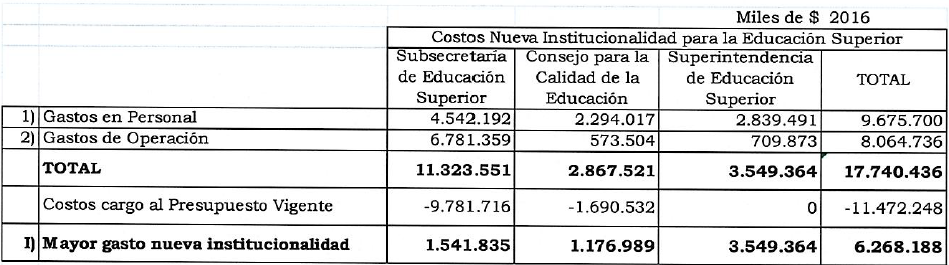 Miles de $ 2016
Costos Nueva Institucionalidad para la Educación Superior
Subsecretaría de Educación Superior | Consejo para la Calidad de la Educación | Superintendencia de Educación Superior | TOTAL
1) Gastos en Personal 4.542.192 2.294.017 2.839.491 9.675.700
2) Gastos de Operación 6.781.359 573.504 709.873 8.064.736
TOTAL 11.323.551 2.867.521 3.549.364 17.740.436
Costos cargo al Presupuesto Vigente -9.781.716 -1.690.532 0 -11.472.248
I) Mayor gasto nueva institucionalidad 1.541.835 1.176.989 3.549.364 6.268.188